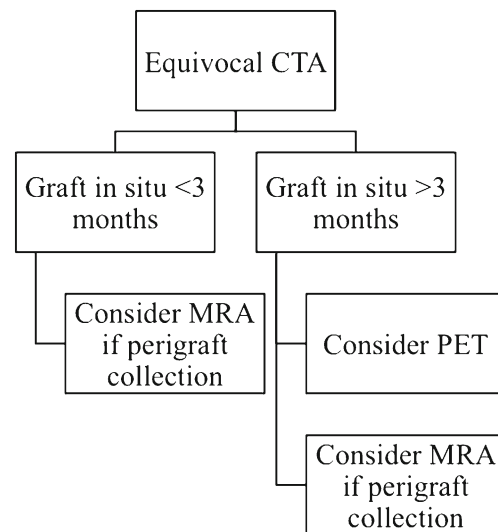 Equivocal CTA
Graft in situ <3
months
Graft in situ >3
months
Consider MRA
if perigraft
collection
Consider PET
Consider MRA
if perigraft
collection